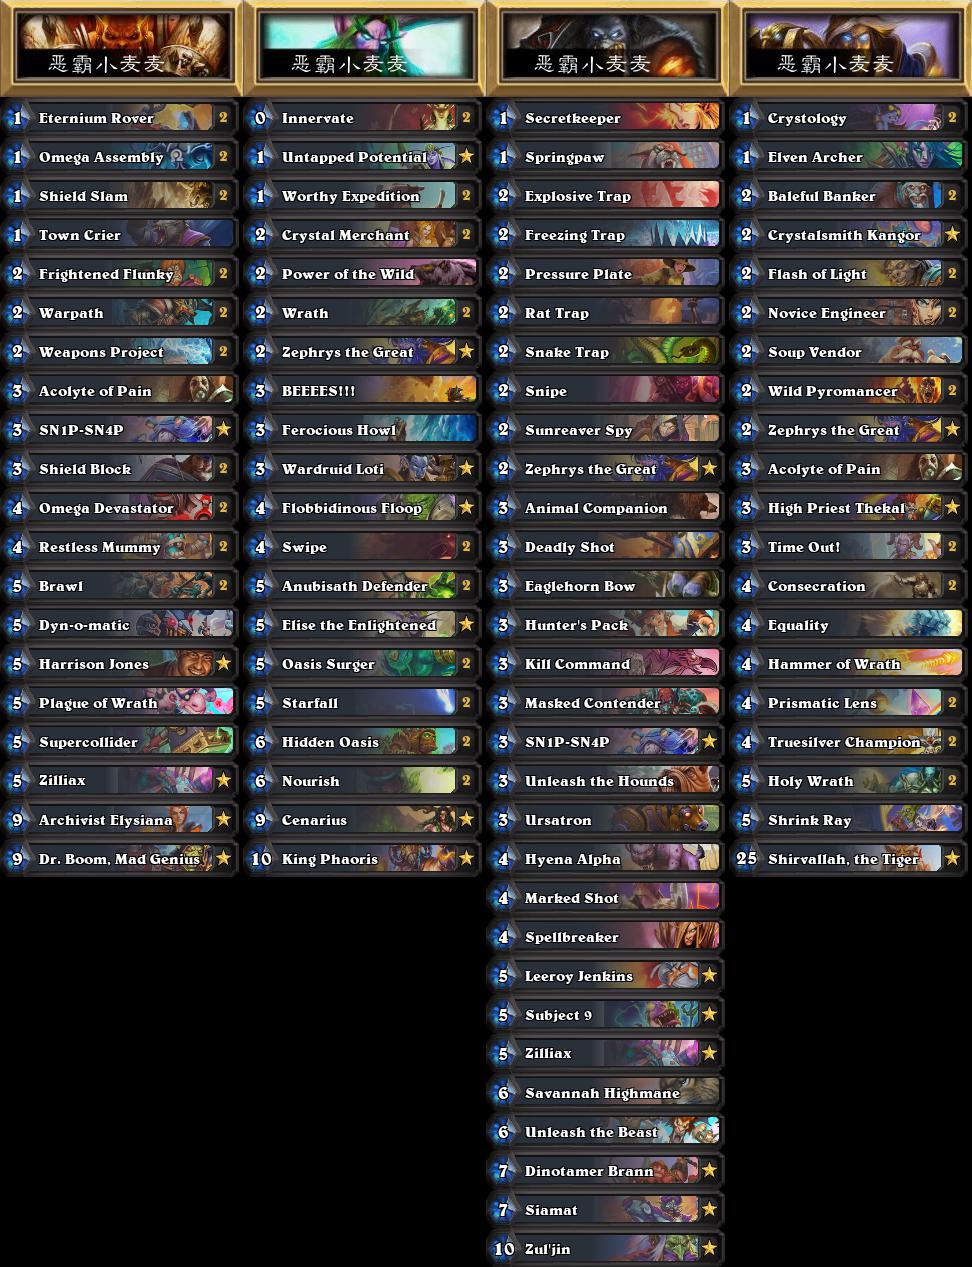 恶霸小麦麦
1 Eternium Rover 2
1 Omega Assembly 2
1 Shield Slam 2
1 Town Crier
2 Frightened Flunky 2
2 Warpath 2
2 Weapons Project 2
3 Acolyte of Pain
3 SN1P-SN4P
3 Shield Block 2
4 Omega Devastator 2
4 Restless Mummy 2
5 Brawl 2
5 Dyn-o-matic
5 Harrison Jones
5 Plague of Wrath
5 Supercollider
5 Zilliax
9 Archivist Elysiana
9 Dr. Boom, Mad Genius
恶霸小麦麦
0 Innervate 2
1 Untapped Potential
1 Worthy Expedition 2
2 Crystal Merchant 2
2 Power of the Wild
2 Wrath 2
2 Zephrys the Great
3 BEEEES!!!
3 Ferocious Howl
3 Wardruid Loti
4 Flobbidinous Floop
4 Swipe 2
5 Anubisath Defender 2
5 Elise the Enlightened
5 Oasis Surger 2
5 Starfall 2
6 Hidden Oasis 2
6 Nourish 2
9 Cenarius
10 King Phaoris
恶霸小麦麦
1 Secretkeeper
1 Springpaw
2 Explosive Trap
2 Freezing Trap
2 Pressure Plate
2 Rat Trap
2 Snake Trap
2 Snipe
2 Sunreaver Spy
2 Zephrys the Great
3 Animal Companion
3 Deadly Shot
3 Eaglehorn Bow
3 Hunter's Pack
3 Kill Command
3 Masked Contender
3 SN1P-SN4P
3 Unleash the Hounds
3 Ursatron
4 Hyena Alpha
4 Marked Shot
4 Spellbreaker
5 Leeroy Jenkins
5 Subject 9
5 Zilliax
6 Savannah Highmane
6 Unleash the Beast
7 Dinotamer Brann
7 Siamat
10 Zul'jin
恶霸小麦麦
1 Crystology 2
1 Elven Archer
2 Baleful Banker 2
2 Crystalsmith Kangor
2 Flash of Light 2
2 Novice Engineer 2
2 Soup Vendor
2 Wild Pyromancer 2
2 Zephrys the Great
3 Acolyte of Pain
3 High Priest Thekal
3 Time Out! 2
4 Consecration 2
4 Equality
4 Hammer of Wrath
4 Prismatic Lens 2
4 Truesilver Champion 2
5 Holy Wrath 2
5 Shrink Ray
25 Shirvallah, the Tiger